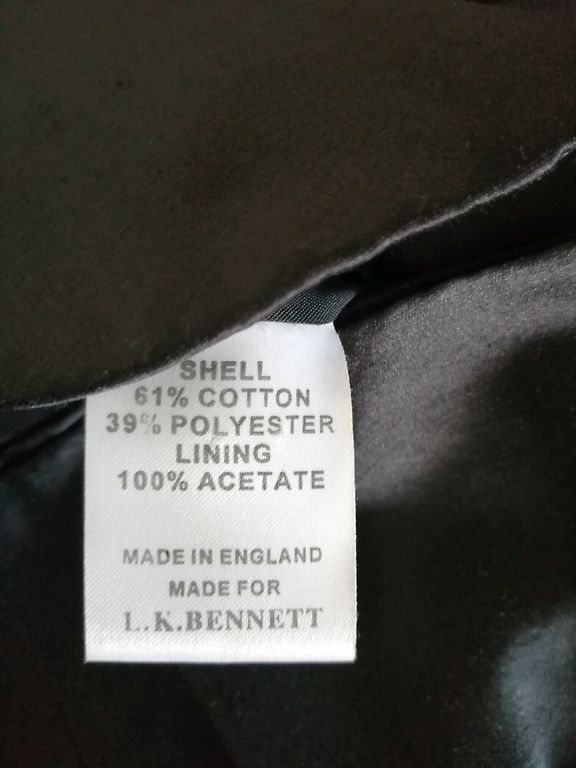 SHELL
61% COTTON
39% POLYESTER
LINING
100% ACETATE
MADE IN ENGLAND
MADE FOR
L.K.BENNETT